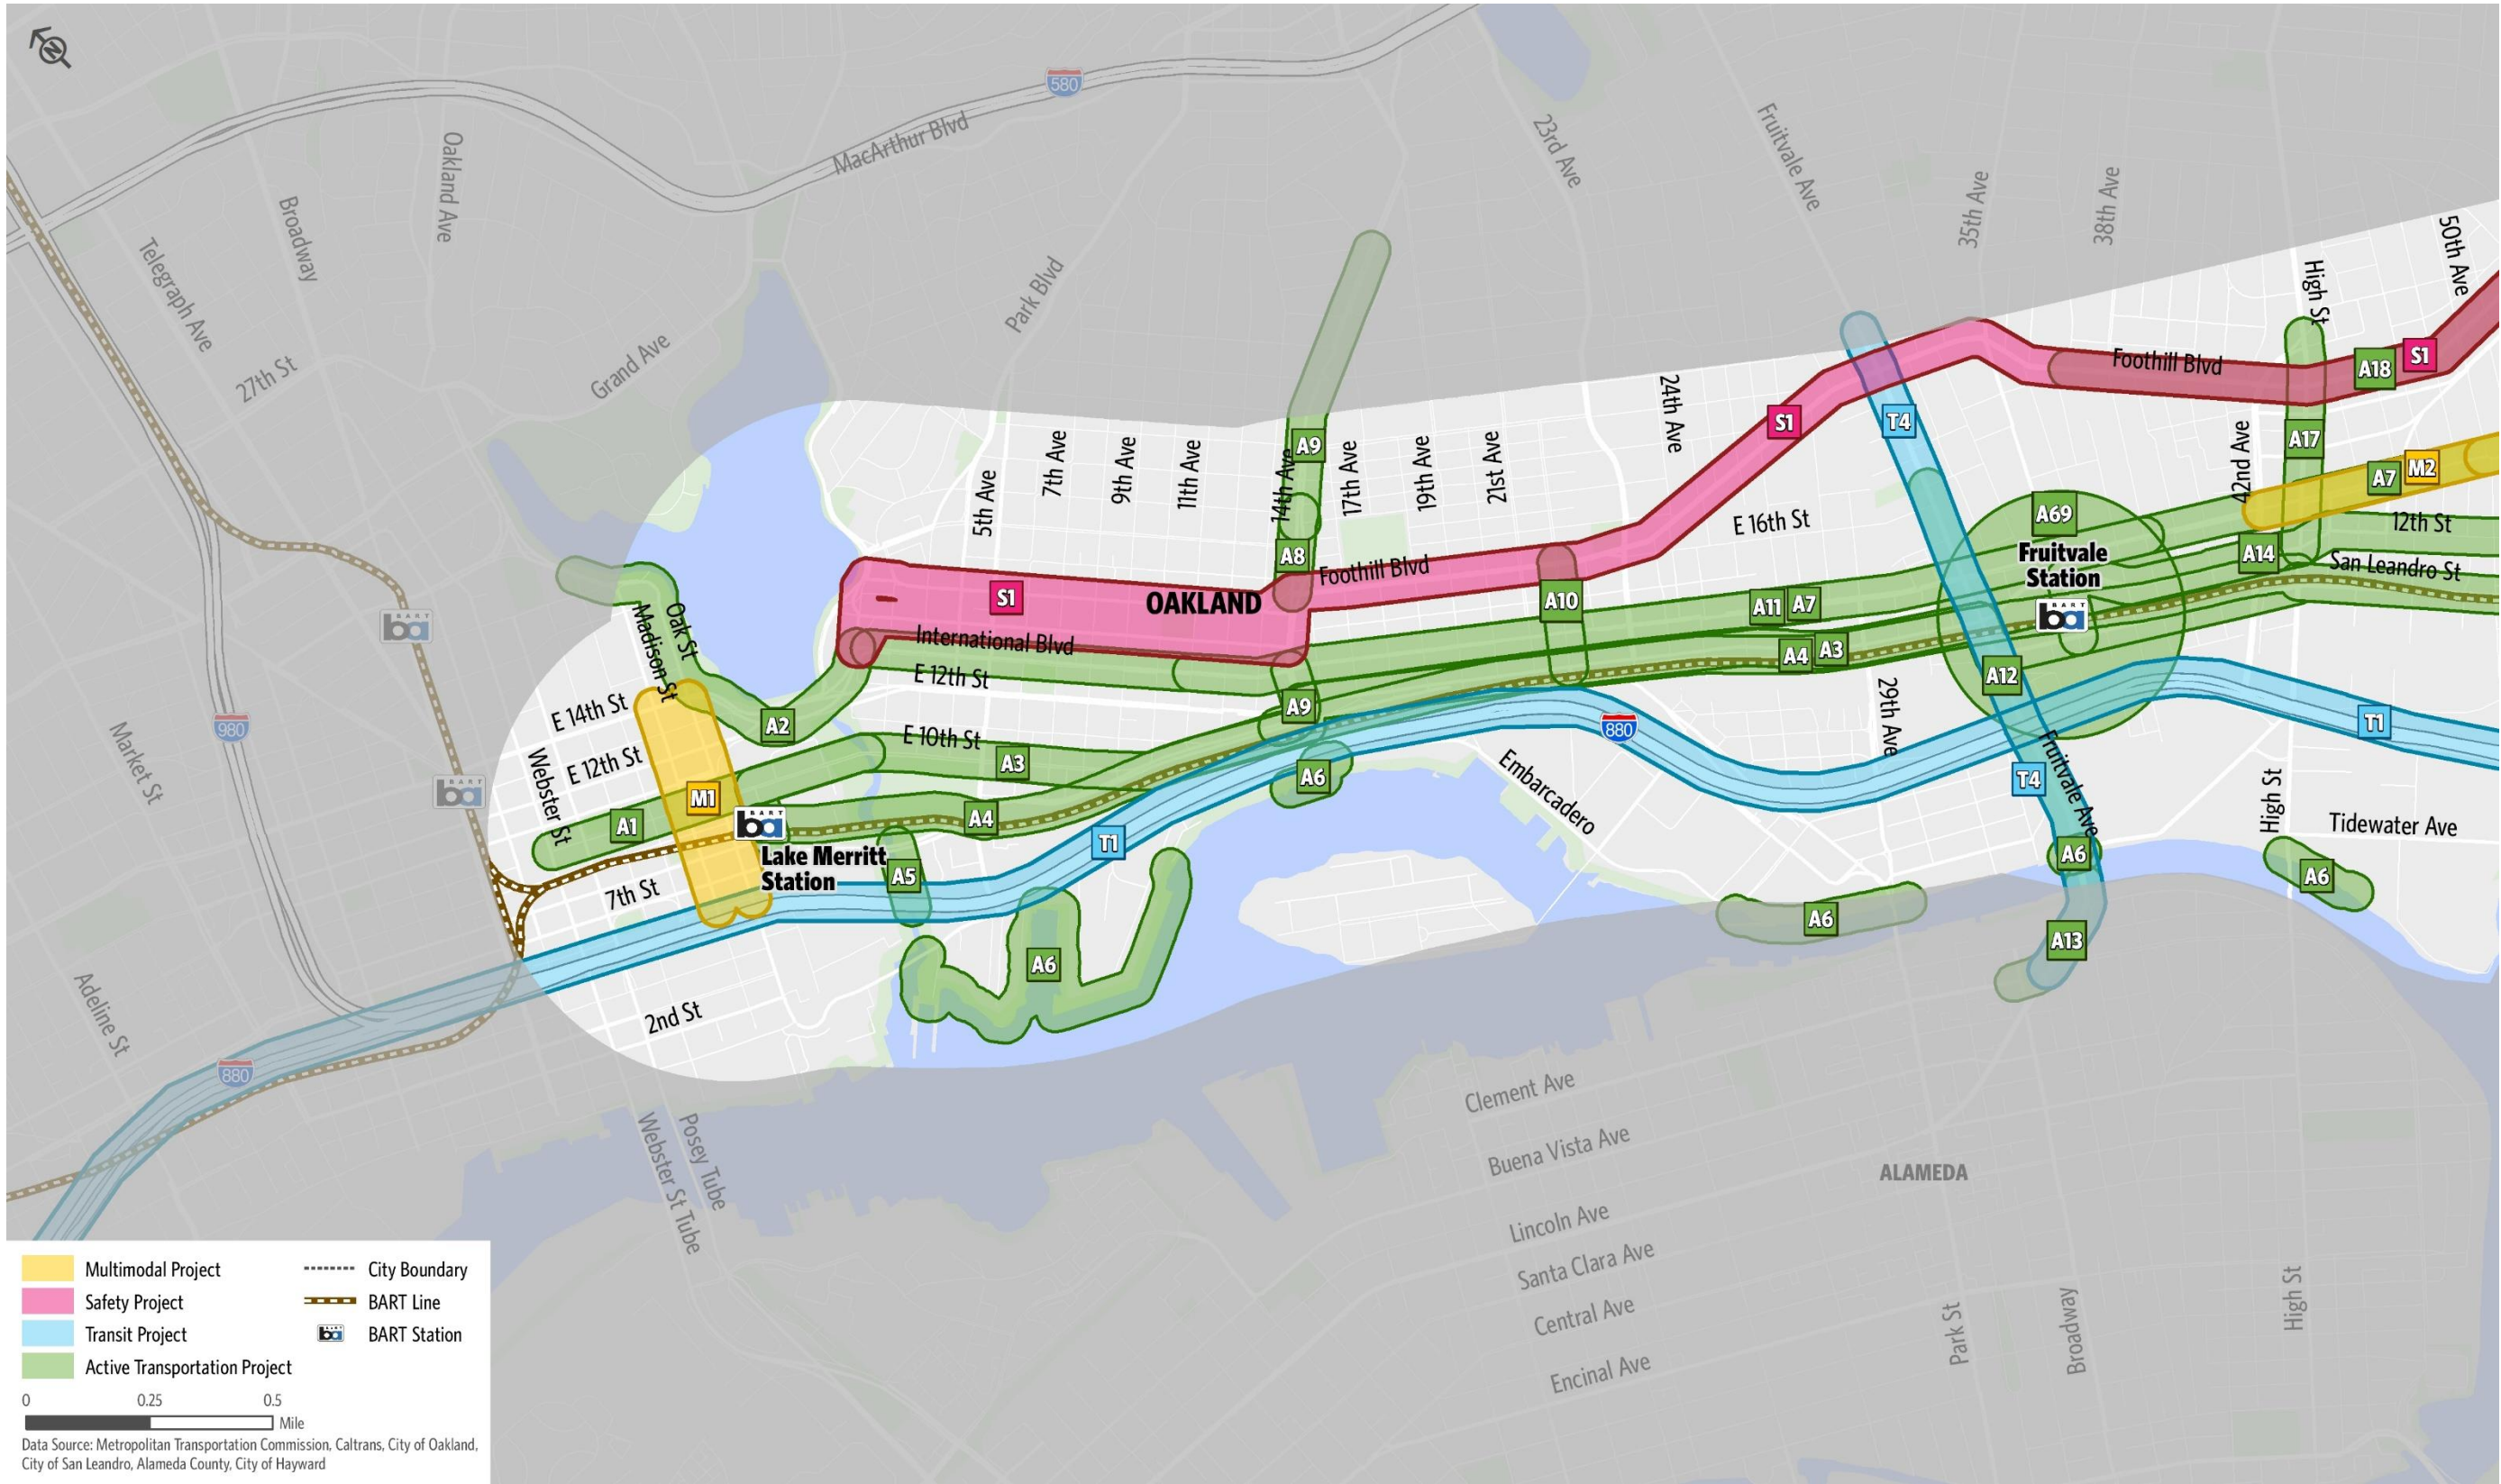 N
580
MacArthur Blvd
Oakland Ave
Broadway
Telegraph Ave
27th St
Grand Ave
Park Blvd
23rd Ave
Fruitvale Ave
35th Ave
38th Ave
50th Ave
High St
Foothill Blvd
A18
S1
S1
T4
24th Ave
A9
14th Ave
5th Ave
7th Ave
9th Ave
11th Ave
17th Ave
19th Ave
21st Ave
42nd Ave
A17
A7
M2
E 16th St
A69
12th St
Fruitvale
Station
BART
ba
A14
San Leandro St
A8
Foothill Blvd
S1
OAKLAND
A10
A11
A7
International Blvd
A4
A3
E 12th St
A12
Oak St
Madison St
BART
ba
E 14th St
A2
A9
880
29th Ave
T1
Market St
980
E 12th St
E 10th St
A3
A6
Embarcadero
T4
Fruitvale Ave
High St
Tidewater Ave
BART
ba
Webster St
M1
A1
BART
ba
A4
T1
Lake Merritt
Station
A5
7th St
A6
A6
A6
A13
A6
2nd St
Adeline St
880
Posey Tube
Webster St Tube
Clement Ave
Buena Vista Ave
ALAMEDA
Lincoln Ave
Santa Clara Ave
Central Ave
Encinal Ave
Park St
Broadway
High St
Multimodal Project
Safety Project
Transit Project
Active Transportation Project
City Boundary
BART Line
BART
ba
BART Station
0
0.25
0.5
Mile
Data Source: Metropolitan Transportation Commission, Caltrans, City of Oakland,
City of San Leandro, Alameda County, City of Hayward